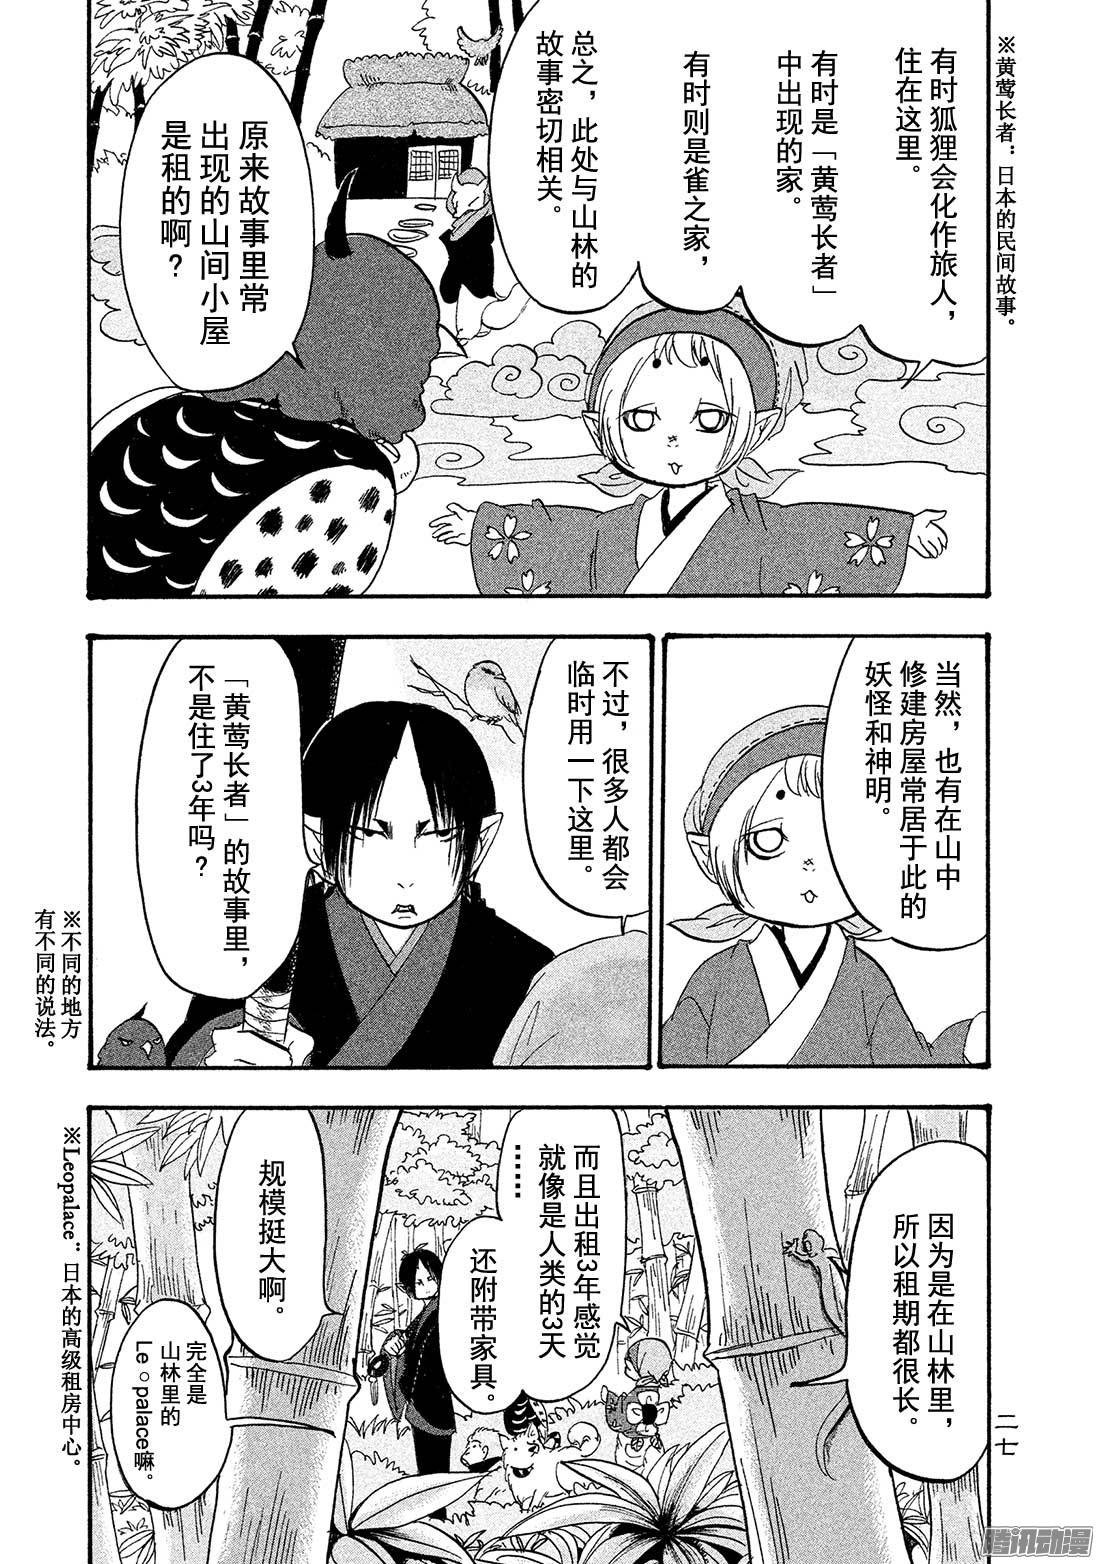 ※黄莺长者：日本的民间故事。
有时狐狸会化作旅人，
住在这里。
有时是「黄莺长者」
中出现的家。
有时则是雀之家，
总之，此处与山林的
故事密切相关。
原来故事里常
出现的山间小屋
是租的啊？
当然，也有在山中
修建房屋常居于此的
妖怪和神明。
不过，很多人都会
临时用一下这里。
「黄莺长者」的故事里，
不是住了3年吗？
※不同的地方
有不同的说法。
因为是在山林里，
所以租期都很长。
而且出租3年感觉
就像是人类的3天
……
还附带家具。
规模挺大啊。
完全是
山林里的
Le○palace嘛。
※Leopalace：日本的高级租房中心。
二七
腾讯动漫